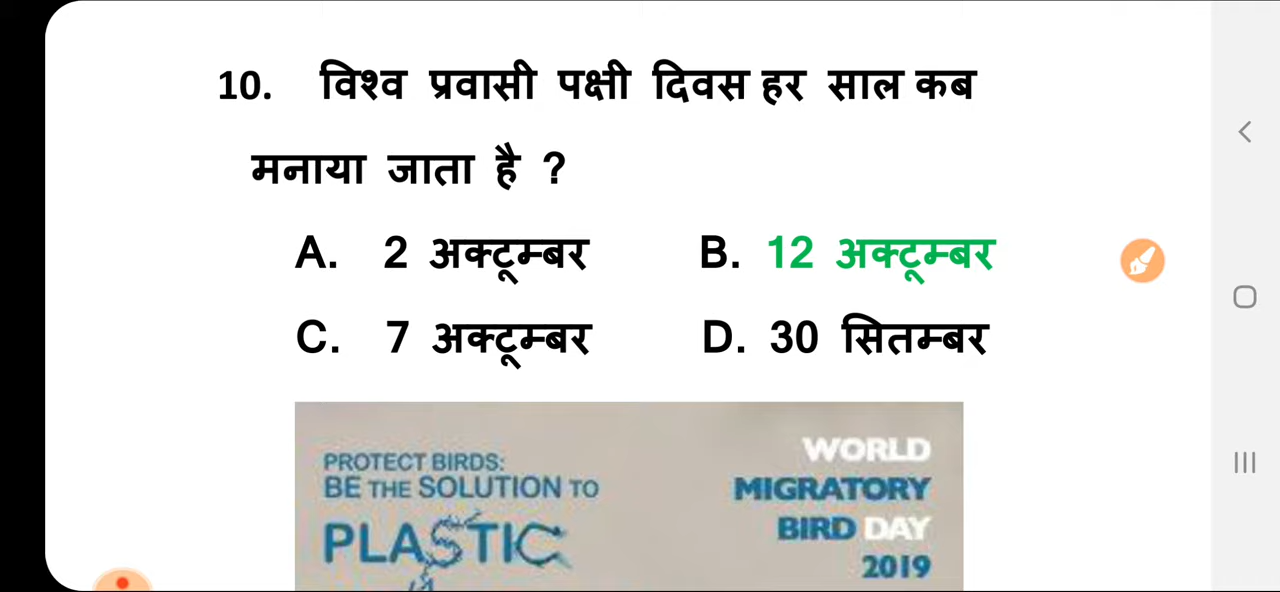 10. विश्व प्रवासी पक्षी दिवस हर साल कब
मनाया जाता है ?
A. 2 अक्टूम्बर B. 12 अक्टूम्बर
C. 7 अक्टूम्बर D. 30 सितम्बर
PROTECT BIRDS:
BE THE SOLUTION TO
PLASTIC
WORLD
MIGRATORY
BIRD DAY
2019